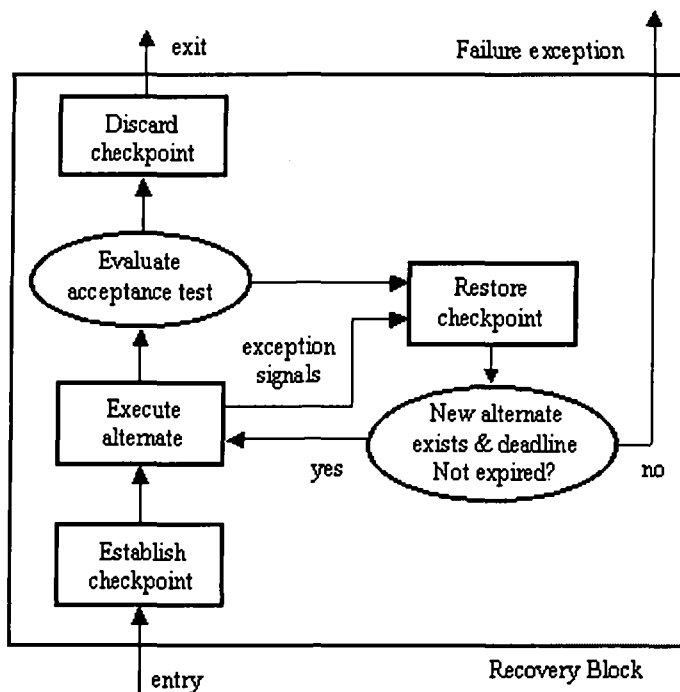 exit
Failure exception
Discard
checkpoint
Evaluate
acceptance test
Restore
checkpoint
exception
signals
Execute
alternate
New alternate
exists & deadline
Not expired?
yes
no
Establish
checkpoint
entry
Recovery Block